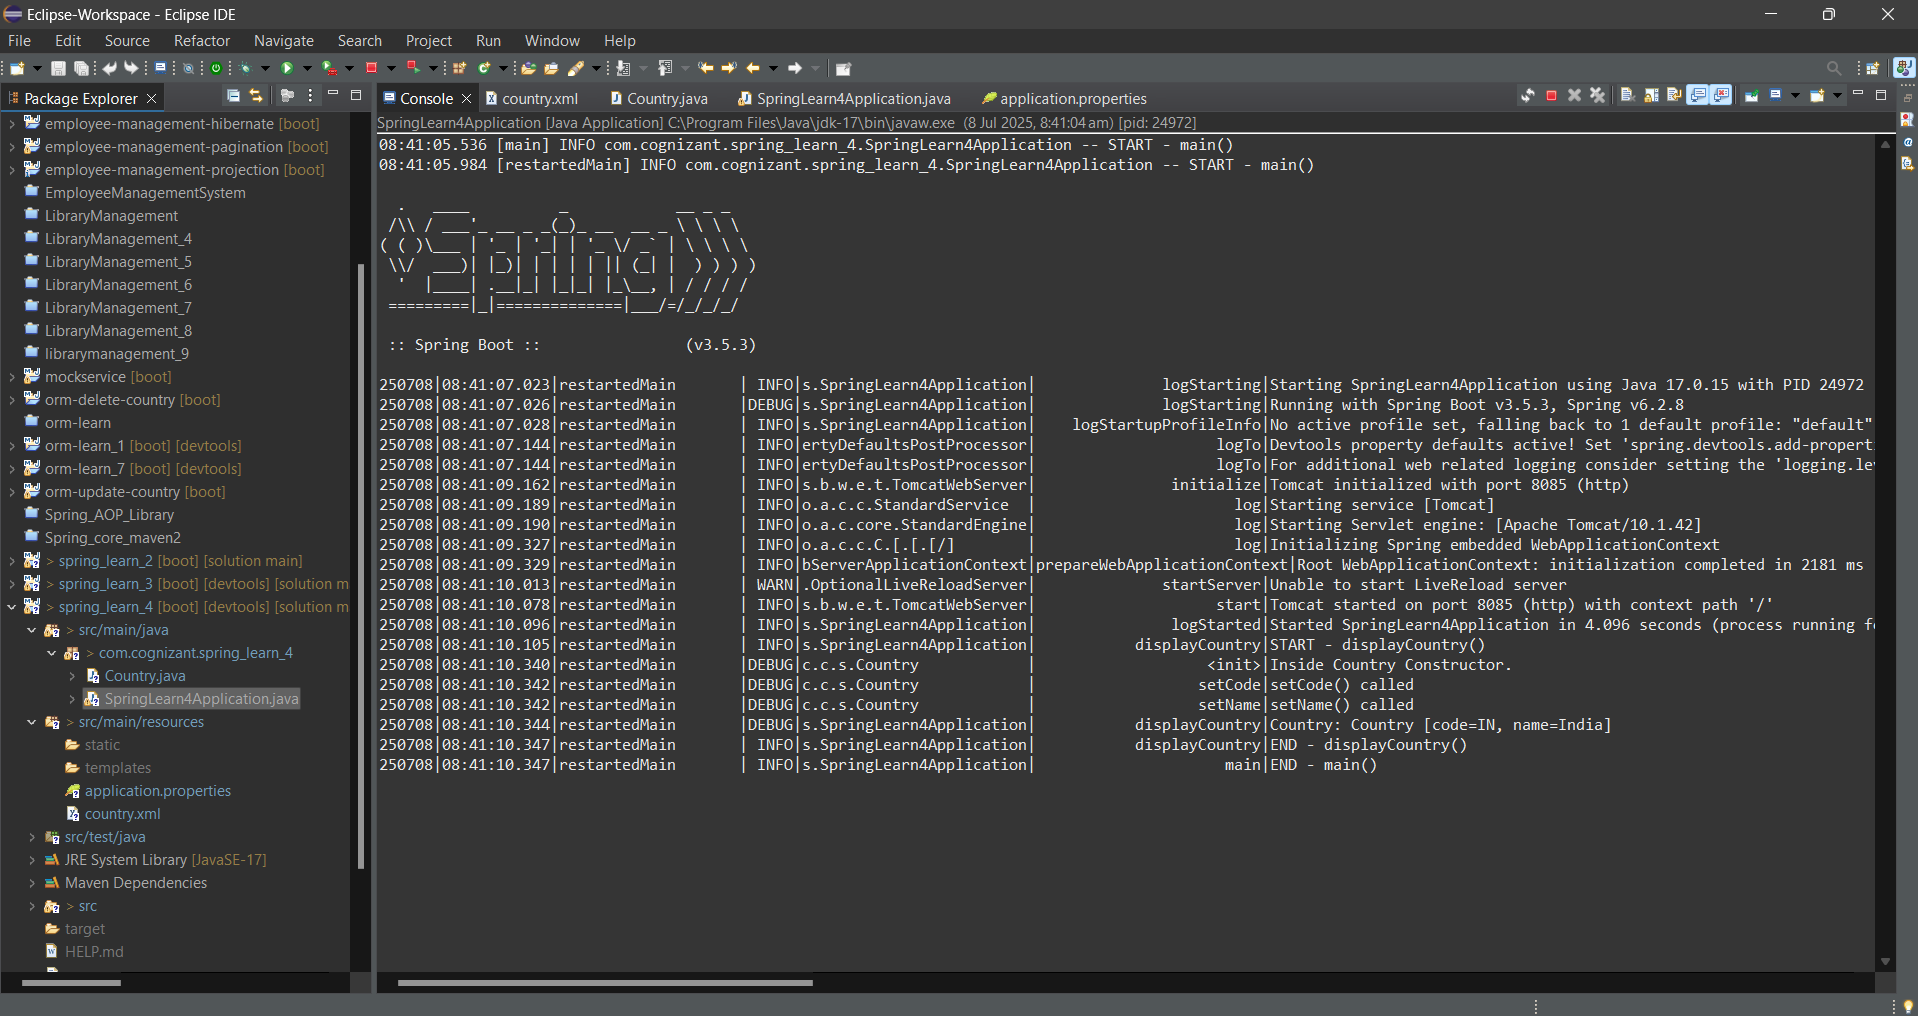 Eclipse-Workspace - Eclipse IDE
File Edit Source Refactor Navigate Search Project Run Window Help
Package Explorer
employee-management-hibernate [boot]
employee-management-pagination [boot]
employee-management-projection [boot]
EmployeeManagementSystem
LibraryManagement
LibraryManagement_4
LibraryManagement_5
LibraryManagement_6
LibraryManagement_7
LibraryManagement_8
librarymanagement_9
mockservice [boot]
orm-delete-country [boot]
orm-learn
orm-learn_1 [boot] [devtools]
orm-learn_7 [boot] [devtools]
orm-update-country [boot]
Spring_AOP_Library
Spring_core_maven2
> spring_learn_2 [boot] [solution main]
> spring_learn_3 [boot] [devtools] [solution m
> spring_learn_4 [boot] [devtools] [solution m
> src/main/java
> com.cognizant.spring_learn_4
Country.java
SpringLearn4Application.java
> src/main/resources
static
templates
application.properties
country.xml
src/test/java
JRE System Library [JavaSE-17]
Maven Dependencies
> src
target
HELP.md
Console country.xml Country.java SpringLearn4Application.java application.properties
SpringLearn4Application [Java Application] C:\Program Files\Java\jdk-17\bin\javaw.exe (8 Jul 2025, 8:41:04 am) [pid: 24972]
08:41:05.536 [main] INFO com.cognizant.spring_learn_4.SpringLearn4Application -- START - main()
08:41:05.984 [restartedMain] INFO com.cognizant.spring_learn_4.SpringLearn4Application -- START - main()
  .   ____          _            __ _ _
 /\\ / ___'_ __ _ _(_)_ __  __ _ \ \ \ \
( ( )\___ | '_ | '_| | '_ \/ _` | \ \ \ \
 \\/  ___)| |_)| | | | | || (_| |  ) ) ) )
  '  |____| .__|_| |_|_| |_\__, | / / / /
 =========|_|==============|___/=/_/_/_/
:: Spring Boot :: (v3.5.3)
250708|08:41:07.023|restartedMain | INFO|s.SpringLearn4Application| logStarting|Starting SpringLearn4Application using Java 17.0.15 with PID 24972
250708|08:41:07.026|restartedMain |DEBUG|s.SpringLearn4Application| logStarting|Running with Spring Boot v3.5.3, Spring v6.2.8
250708|08:41:07.028|restartedMain | INFO|s.SpringLearn4Application| logStartupProfileInfo|No active profile set, falling back to 1 default profile: "default"
250708|08:41:07.144|restartedMain | INFO|ertyDefaultsPostProcessor| logTo|Devtools property defaults active! Set 'spring.devtools.add-propert
250708|08:41:07.144|restartedMain | INFO|ertyDefaultsPostProcessor| logTo|For additional web related logging consider setting the 'logging.le
250708|08:41:09.162|restartedMain | INFO|s.b.w.e.t.TomcatWebServer| initialize|Tomcat initialized with port 8085 (http)
250708|08:41:09.189|restartedMain | INFO|o.a.c.c.StandardService | log|Starting service [Tomcat]
250708|08:41:09.190|restartedMain | INFO|o.a.c.core.StandardEngine| log|Starting Servlet engine: [Apache Tomcat/10.1.42]
250708|08:41:09.327|restartedMain | INFO|o.a.c.c.C.[.[.[/] | log|Initializing Spring embedded WebApplicationContext
250708|08:41:09.329|restartedMain | INFO|bServerApplicationContext|prepareWebApplicationContext|Root WebApplicationContext: initialization completed in 2181 ms
250708|08:41:10.013|restartedMain | WARN|.OptionalLiveReloadServer| startServer|Unable to start LiveReload server
250708|08:41:10.078|restartedMain | INFO|s.b.w.e.t.TomcatWebServer| start|Tomcat started on port 8085 (http) with context path '/'
250708|08:41:10.096|restartedMain | INFO|s.SpringLearn4Application| logStarted|Started SpringLearn4Application in 4.096 seconds (process running f
250708|08:41:10.105|restartedMain | INFO|s.SpringLearn4Application| displayCountry|START - displayCountry()
250708|08:41:10.340|restartedMain |DEBUG|c.c.s.Country | <init>|Inside Country Constructor.
250708|08:41:10.342|restartedMain |DEBUG|c.c.s.Country | setCode|setCode() called
250708|08:41:10.342|restartedMain |DEBUG|c.c.s.Country | setName|setName() called
250708|08:41:10.344|restartedMain |DEBUG|s.SpringLearn4Application| displayCountry|Country: Country [code=IN, name=India]
250708|08:41:10.347|restartedMain | INFO|s.SpringLearn4Application| displayCountry|END - displayCountry()
250708|08:41:10.347|restartedMain | INFO|s.SpringLearn4Application| main|END - main()